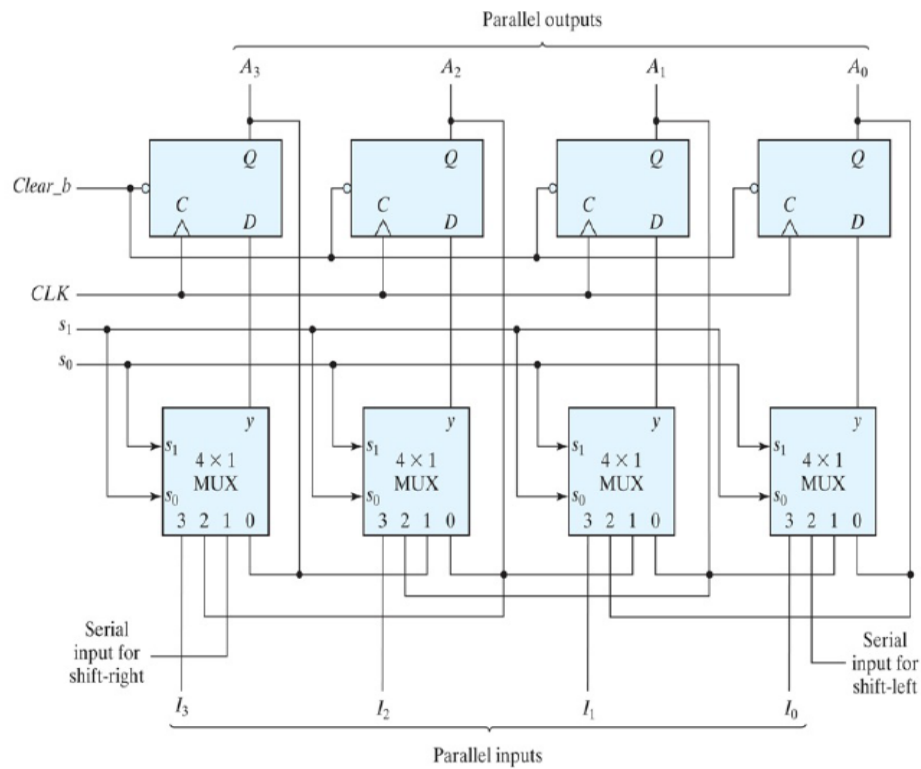 Parallel outputs
A₃ A₂ A₁ A₀
Q Q Q Q
Clear_b
C D C D C D C D
CLK
s₁
s₀
y y y y
s₁ s₁ s₁ s₁
4 × 1 4 × 1 4 × 1 4 × 1
MUX MUX MUX MUX
s₀ s₀ s₀ s₀
3 2 1 0 3 2 1 0 3 2 1 0 3 2 1 0
Serial
input for
shift-right
Serial
input for
shift-left
I₃ I₂ I₁ I₀
Parallel inputs